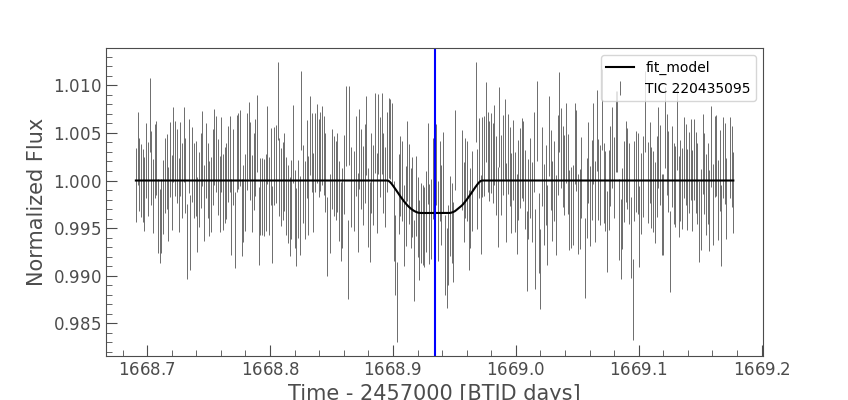 fit_model
TIC 220435095
1.010
1.005
1.000
0.995
0.990
0.985
Normalized Flux
1668.7 1668.8 1668.9 1669.0 1669.1 1669.2
Time - 2457000 [BTJD days]